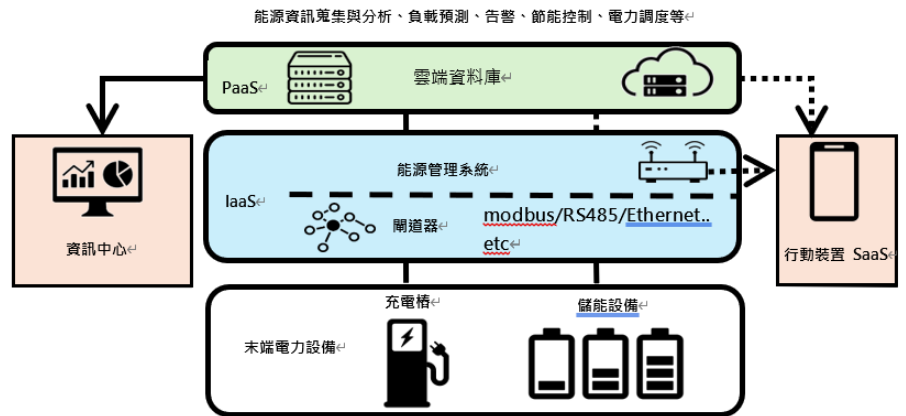 能源資訊蒐集與分析、負載預測、告警、節能控制、電力調度等↵
雲端資料庫↵
PaaS↵
能源管理系統↵
IaaS↵
閘道器↵
modbus/RS485/Ethernet..
etc↵
資訊中心↵
行動裝置 SaaS↵
充電樁↵
儲能設備↵
末端電力設備↵